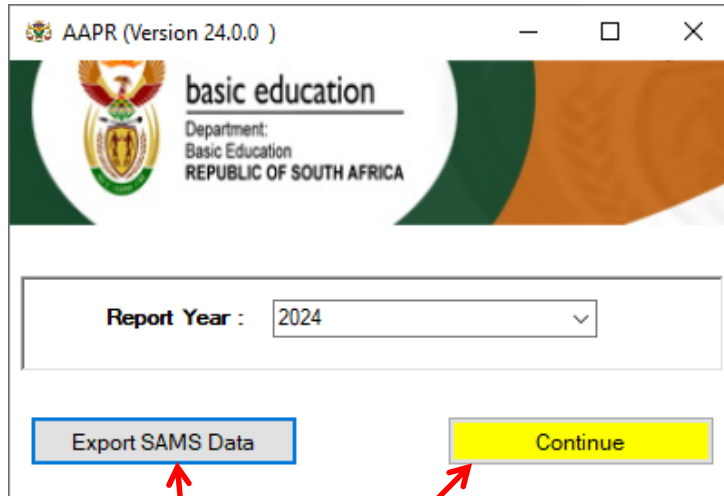 AAPR (Version 24.0.0 )
basic education
Department:
Basic Education
REPUBLIC OF SOUTH AFRICA
Report Year : 2024
Export SAMS Data Continue